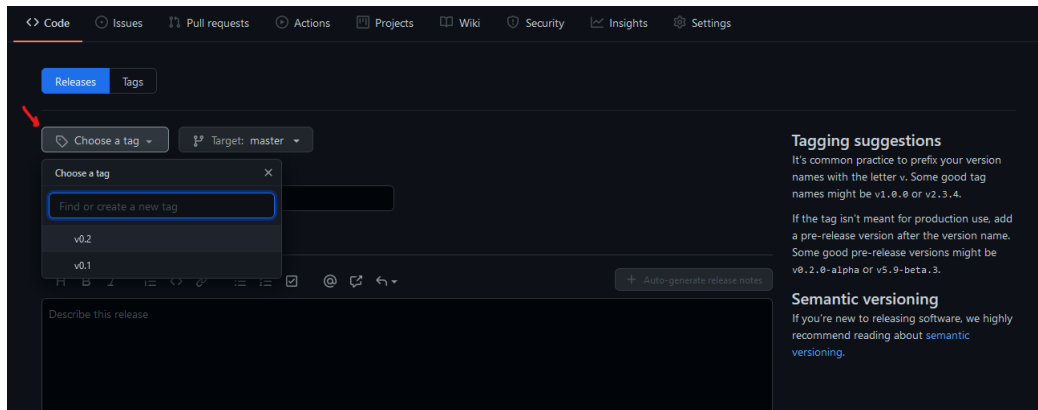 Code Issues Pull requests Actions Projects Wiki Security Insights Settings
Releases Tags
Choose a tag Target: master
Choose a tag
Find or create a new tag
v0.2
v0.1
H B I
Auto-generate release notes
Describe this release
Tagging suggestions
It's common practice to prefix your version
names with the letter v. Some good tag
names might be v1.0.0 or v2.3.4.
If the tag isn't meant for production use, add
a pre-release version after the version name.
Some good pre-release versions might be
v0.2.0-alpha or v5.9-beta.3.
Semantic versioning
If you're new to releasing software, we highly
recommend reading about semantic
versioning.